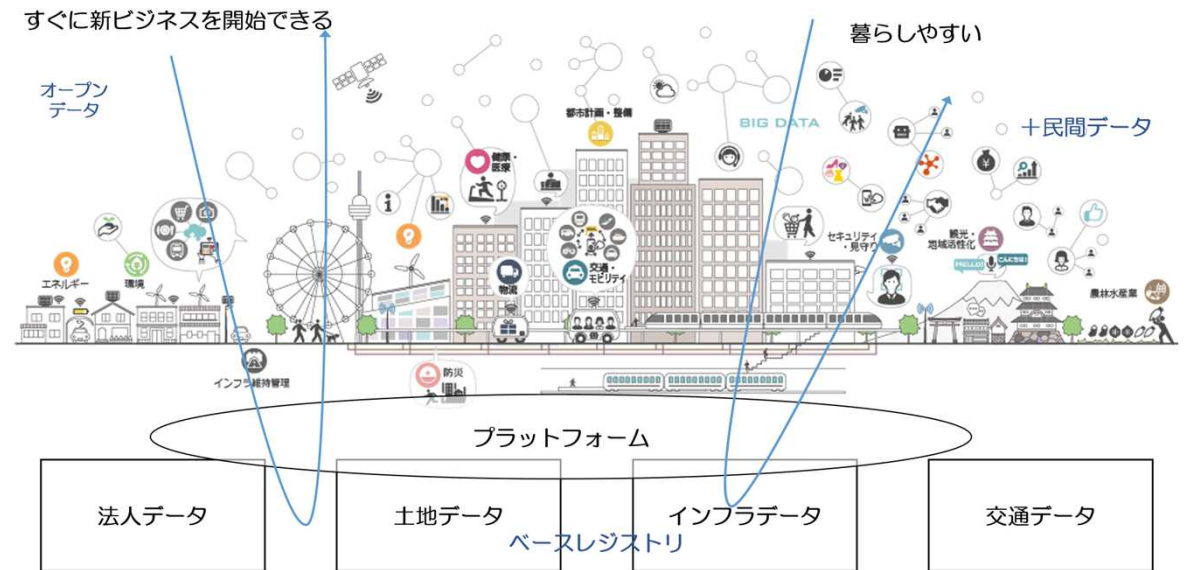 すぐに新ビジネスを開始できる
暮らしやすい
オープン
データ
都市計画・整備
BIG DATA
＋民間データ
健康・
医療
エネルギー
環境
物流
交通・
モビリティ
セキュリティ
・見守り
観光・
地域活性化
HELLO!
こんにちは!
農林水産業
インフラ維持管理
防災
プラットフォーム
法人データ
土地データ
インフラデータ
交通データ
ベースレジストリ